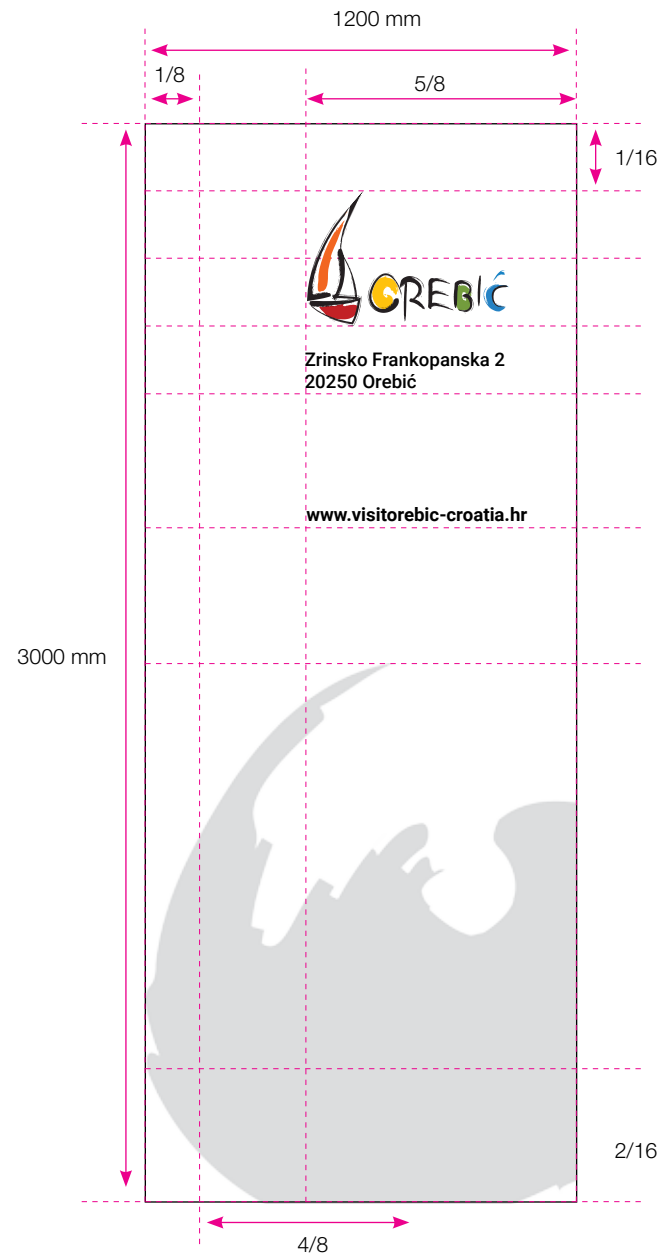 1200 mm
1/8
5/8
1/16
OREBIĆ
Zrinsko Frankopanska 2
20250 Orebić
www.visitorebic-croatia.hr
3000 mm
2/16
4/8